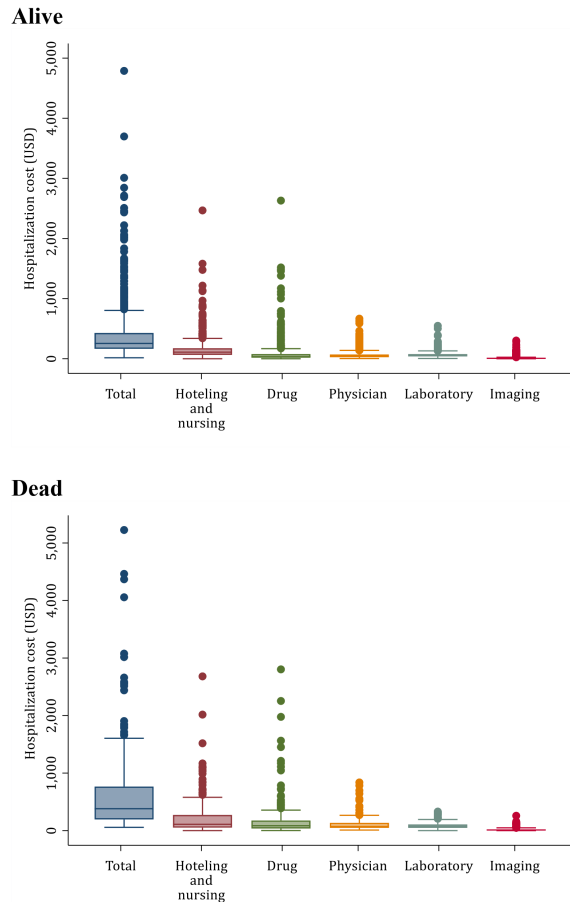 Alive
Hospitalization cost (USD)
5,000
4,000
3,000
2,000
1,000
0
Total
Hoteling
and
nursing
Drug
Physician
Laboratory
Imaging
Dead
Hospitalization cost (USD)
5,000
4,000
3,000
2,000
1,000
0
Total
Hoteling
and
nursing
Drug
Physician
Laboratory
Imaging